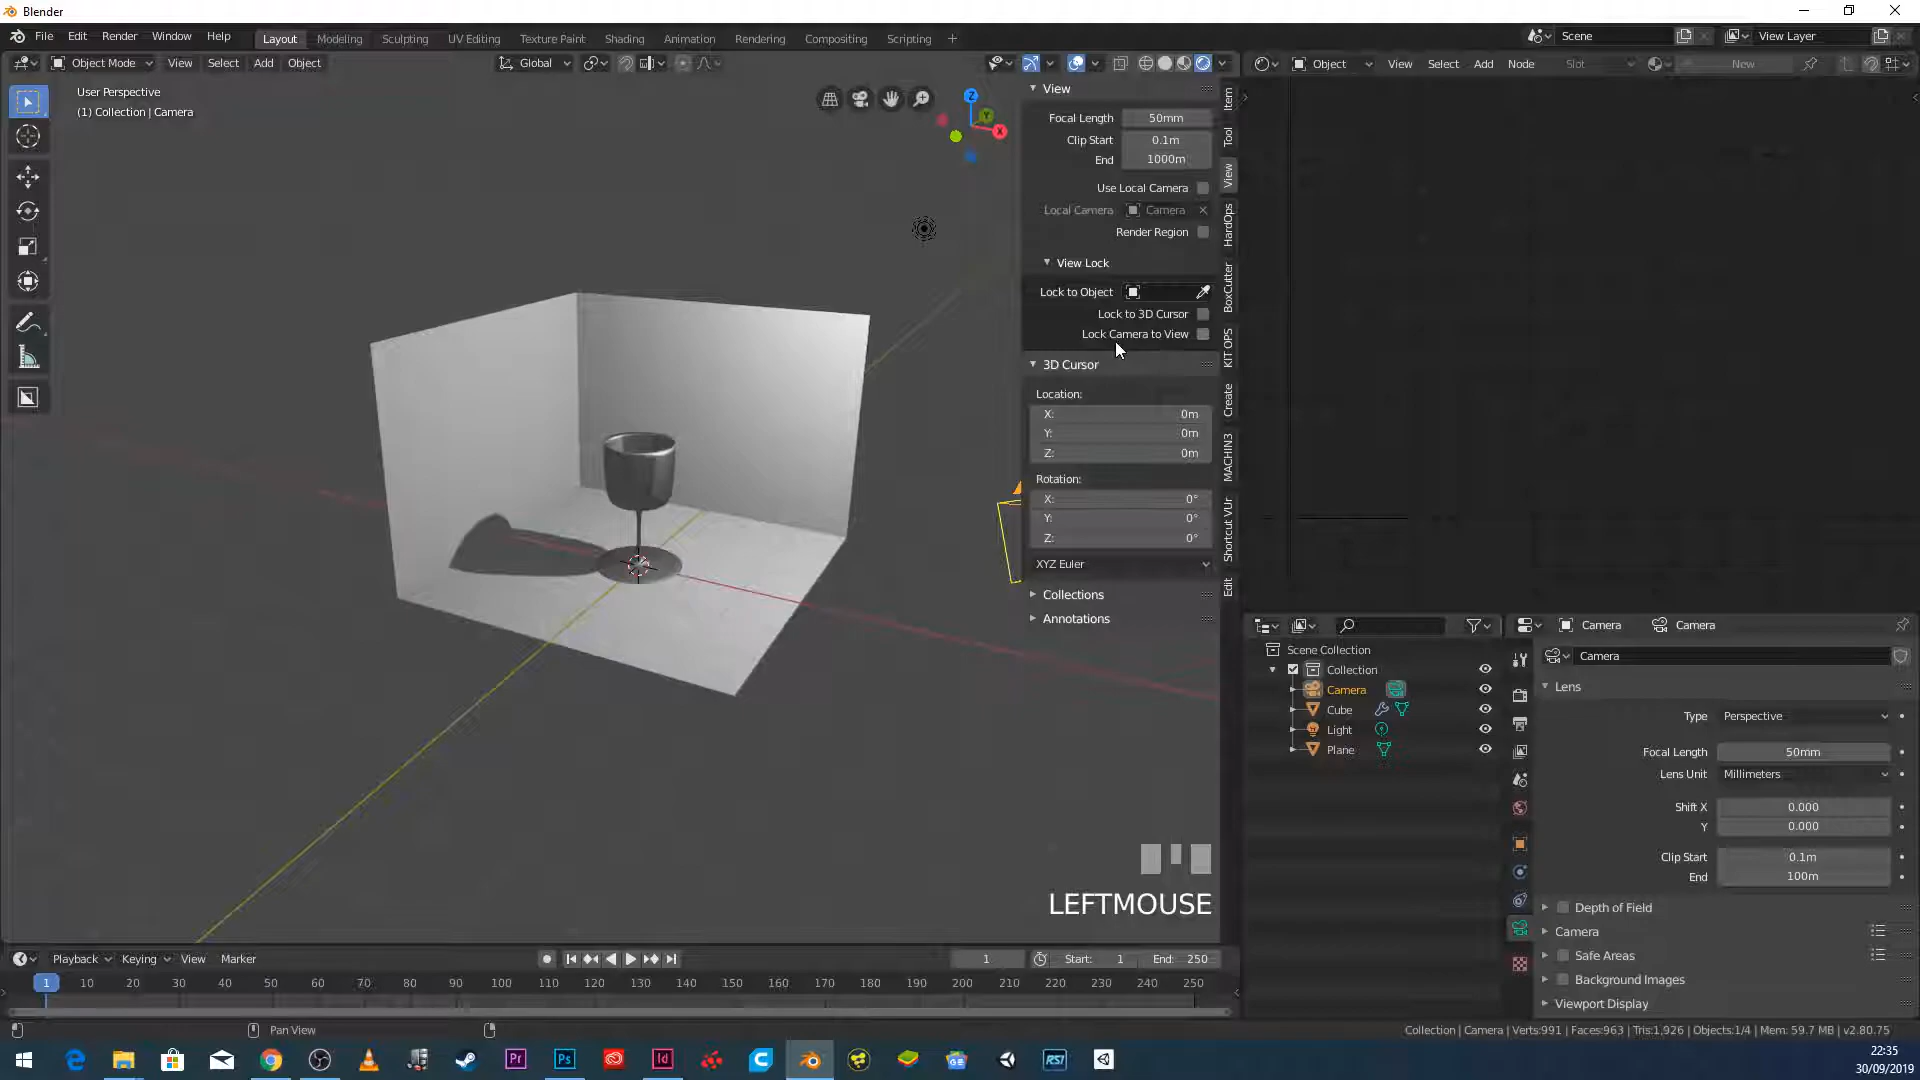 Blender
File Edit Render Window Help
Layout Modeling Sculpting UV Editing Texture Paint Shading Animation Rendering Compositing Scripting +
Scene
View Layer
Object Mode View Select Add Object
Global
Object View Select Add Node Slot New
User Perspective
(1) Collection | Camera
Z
Y
X
View
Focal Length 50mm
Clip Start 0.1m
End 1000m
Use Local Camera
Local Camera Camera
Render Region
View Lock
Lock to Object
Lock to 3D Cursor
Lock Camera to View
3D Cursor
Location:
X: 0m
Y: 0m
Z: 0m
Rotation:
X: 0°
Y: 0°
Z: 0°
XYZ Euler
Collections
Annotations
Item
Tool
View
HardOps
BoxCutter
KIT OPS
Create
MACHIN3
Shortcut VUr
Edit
LEFTMOUSE
Scene Collection
Collection
Camera
Cube
Light
Plane
Camera Camera
Camera
Lens
Type Perspective
Focal Length 50mm
Lens Unit Millimeters
Shift X 0.000
Y 0.000
Clip Start 0.1m
End 100m
Depth of Field
Camera
Safe Areas
Background Images
Viewport Display
Playback Keying View Marker
1 Start: 1 End: 250
1 10 20 30 40 50 60 70 80 90 100 110 120 130 140 150 160 170 180 190 200 210 220 230 240 250
Pan View
Collection | Camera | Verts:991 | Faces:963 | Tris:1,926 | Objects:1/4 | Mem: 59.7 MB | v2.80.75
Pr Ps Id GE RS!
22:35
30/09/2019